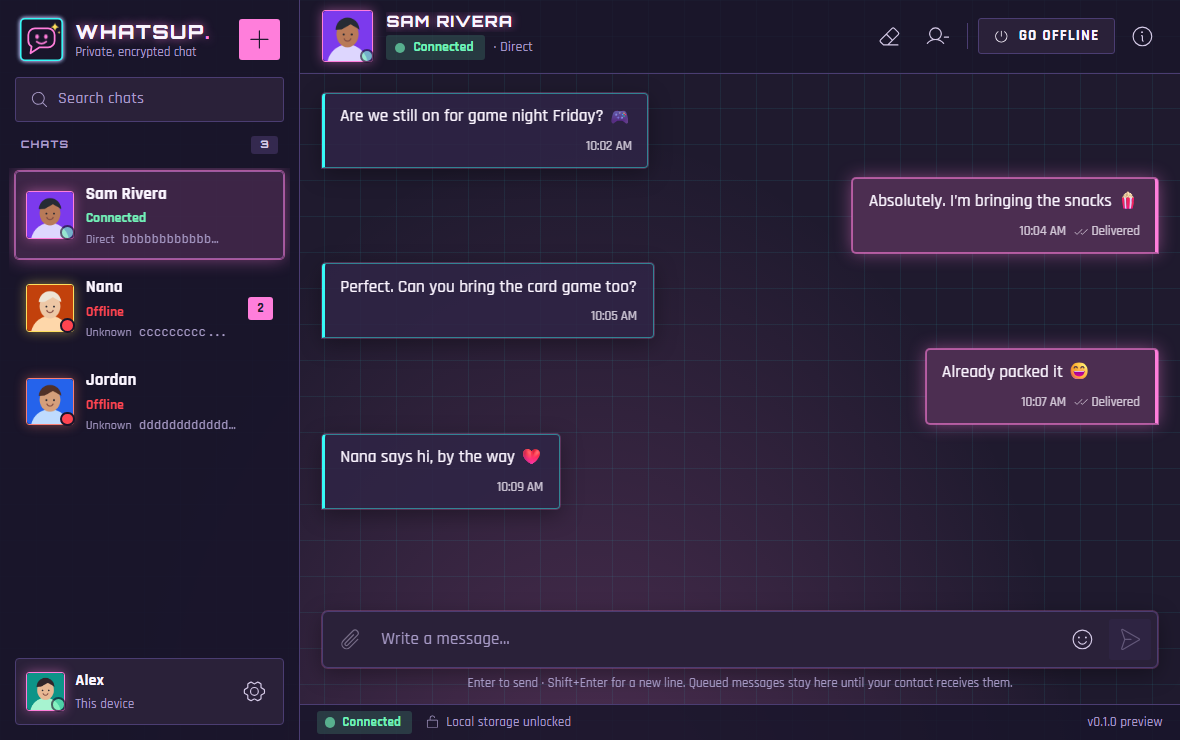 WHATSUP.
Private, encrypted chat
Search chats
CHATS
3
Sam Rivera
Connected
Direct bbbbbbbbbbbb…
Nana
Offline
Unknown ccccccccc...
2
Jordan
Offline
Unknown dddddddddddd…
Alex
This device
SAM RIVERA
Connected · Direct
GO OFFLINE
Are we still on for game night Friday? 🎮
10:02 AM
Absolutely. I'm bringing the snacks 🍿
10:04 AM ✓✓ Delivered
Perfect. Can you bring the card game too?
10:05 AM
Already packed it 😄
10:07 AM ✓✓ Delivered
Nana says hi, by the way ❤️
10:09 AM
Write a message...
Enter to send · Shift+Enter for a new line. Queued messages stay here until your contact receives them.
Connected
Local storage unlocked
v0.1.0 preview